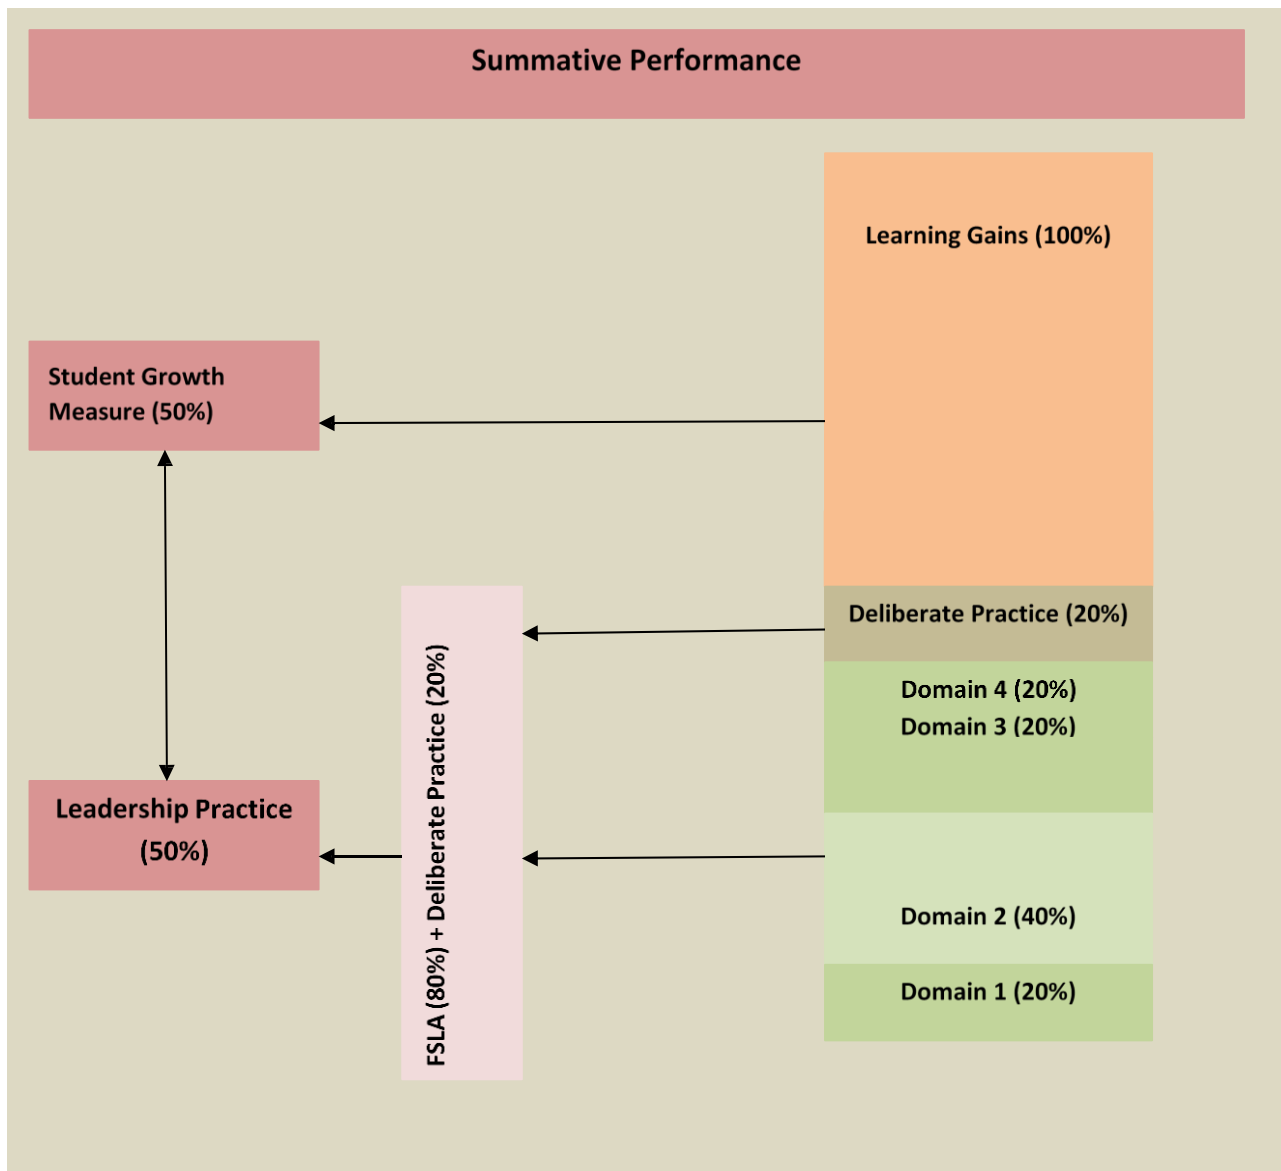 Summative Performance
Learning Gains (100%)
Student Growth
Measure (50%)
Deliberate Practice (20%)
Domain 4 (20%)
Domain 3 (20%)
Leadership Practice
(50%)
FSLA (80%) + Deliberate Practice (20%)
Domain 2 (40%)
Domain 1 (20%)